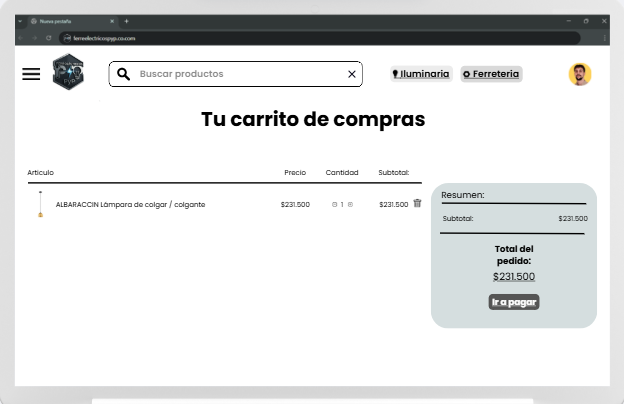 Nueva pestaña
ferreelectricospyp.co.com
PYP
Buscar productos
Iluminaria
Ferreteria
Tu carrito de compras
Articulo Precio Cantidad Subtotal:
ALBARACCIN Lámpara de colgar / colgante $231.500 1 $231.500
Resumen:
Subtotal: $231.500
Total del
pedido:
$231.500
Ir a pagar